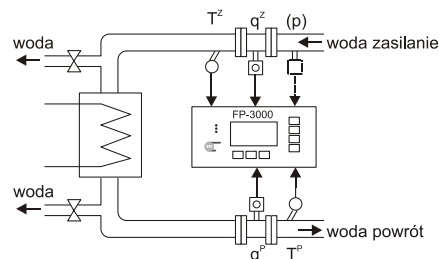 T^Z q^Z (p)
woda
woda zasilanie
FP-3000
woda
woda powrót
q^P T^P